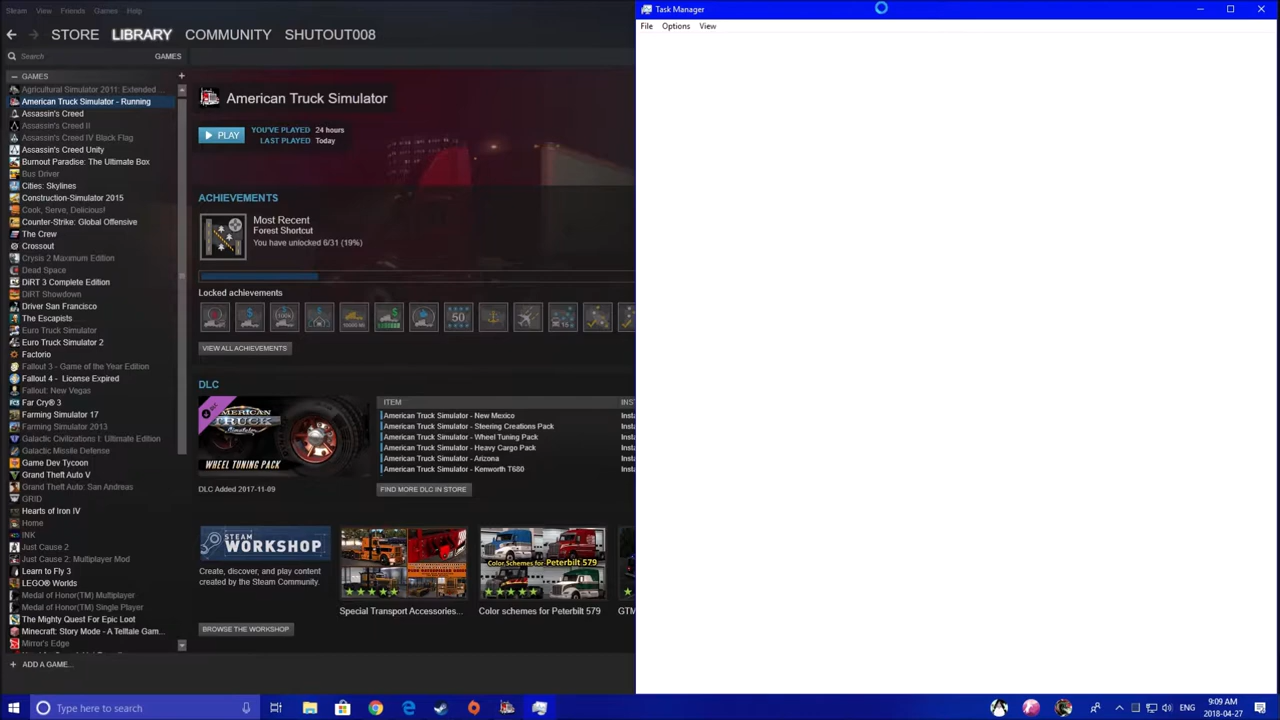 Steam View Friends Games Help
STORE LIBRARY COMMUNITY SHUTOUT008
Search GAMES
GAMES
Agricultural Simulator 2011: Extended ...
American Truck Simulator - Running
Assassin's Creed
Assassin's Creed II
Assassin's Creed IV Black Flag
Assassin's Creed Unity
Burnout Paradise: The Ultimate Box
Bus Driver
Cities: Skylines
Construction-Simulator 2015
Cook, Serve, Delicious!
Counter-Strike: Global Offensive
The Crew
Crossout
Crysis 2 Maximum Edition
Dead Space
DiRT 3 Complete Edition
DiRT Showdown
Driver San Francisco
The Escapists
Euro Truck Simulator
Euro Truck Simulator 2
Factorio
Fallout 3 - Game of the Year Edition
Fallout 4 - License Expired
Fallout: New Vegas
Far Cry® 3
Farming Simulator 17
Farming Simulator 2013
Galactic Civilizations I: Ultimate Edition
Galactic Missile Defense
Game Dev Tycoon
Grand Theft Auto V
Grand Theft Auto: San Andreas
GRID
Hearts of Iron IV
Home
INK
Just Cause 2
Just Cause 2: Multiplayer Mod
Learn to Fly 3
LEGO® Worlds
Medal of Honor(TM) Multiplayer
Medal of Honor(TM) Single Player
The Mighty Quest For Epic Loot
Minecraft: Story Mode - A Telltale Gam...
Mirror's Edge
ADD A GAME...
American Truck Simulator
PLAY
YOU'VE PLAYED 24 hours
LAST PLAYED Today
ACHIEVEMENTS
Most Recent
Forest Shortcut
You have unlocked 6/31 (19%)
Locked achievements
50
VIEW ALL ACHIEVEMENTS
DLC
AMERICAN
TRUCK
WHEEL TUNING PACK
DLC Added 2017-11-09
ITEM INS
American Truck Simulator - New Mexico Inst
American Truck Simulator - Steering Creations Pack Inst
American Truck Simulator - Wheel Tuning Pack Inst
American Truck Simulator - Heavy Cargo Pack Inst
American Truck Simulator - Arizona Inst
American Truck Simulator - Kenworth T680 Inst
FIND MORE DLC IN STORE
STEAM
WORKSHOP
Create, discover, and play content
created by the Steam Community.
BROWSE THE WORKSHOP
Special Transport Accessories...
Color Schemes for Peterbilt 579
Color schemes for Peterbilt 579
GTM
Task Manager
File Options View
Type here to search
ENG
9:09 AM
2018-04-27